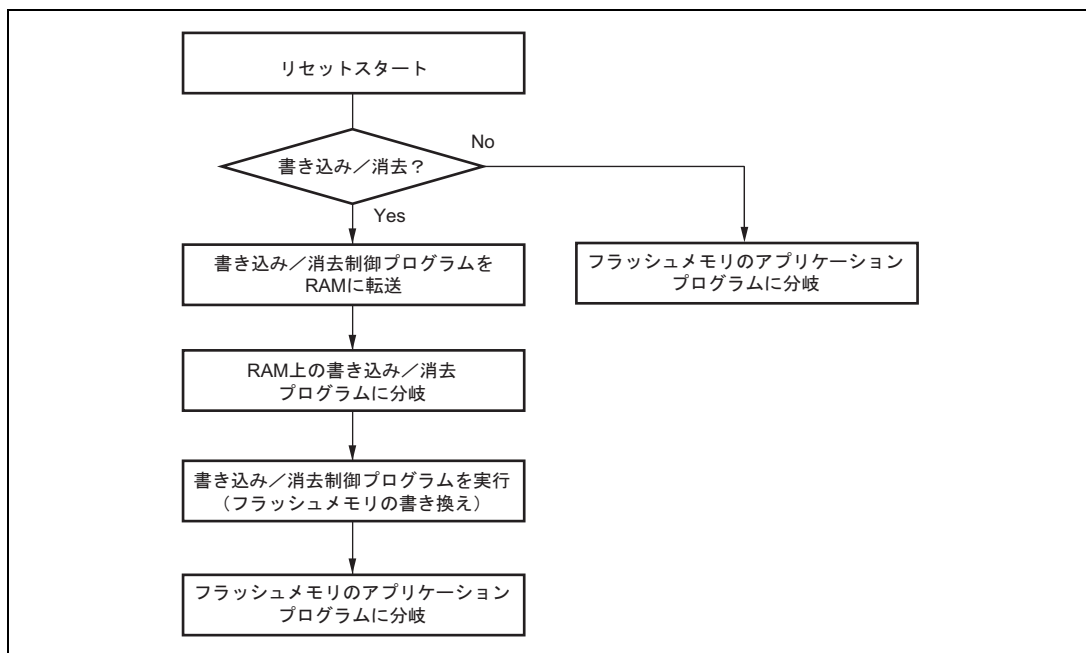 リセットスタート
書き込み／消去？
No
Yes
書き込み／消去制御プログラムを
RAMに転送
フラッシュメモリのアプリケーション
プログラムに分岐
RAM上の書き込み／消去
プログラムに分岐
書き込み／消去制御プログラムを実行
（フラッシュメモリの書き換え）
フラッシュメモリのアプリケーション
プログラムに分岐